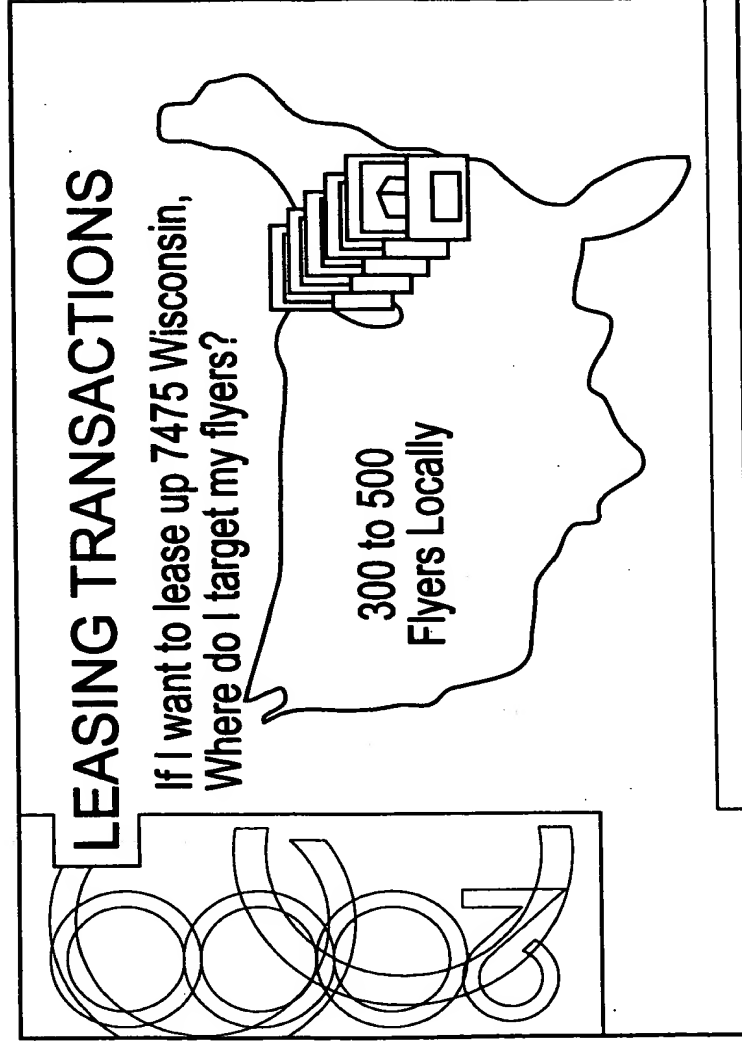 LEASING TRANSACTIONS
If I want to lease up 7475 Wisconsin,
Where do I target my flyers?
300 to 500
Flyers Locally